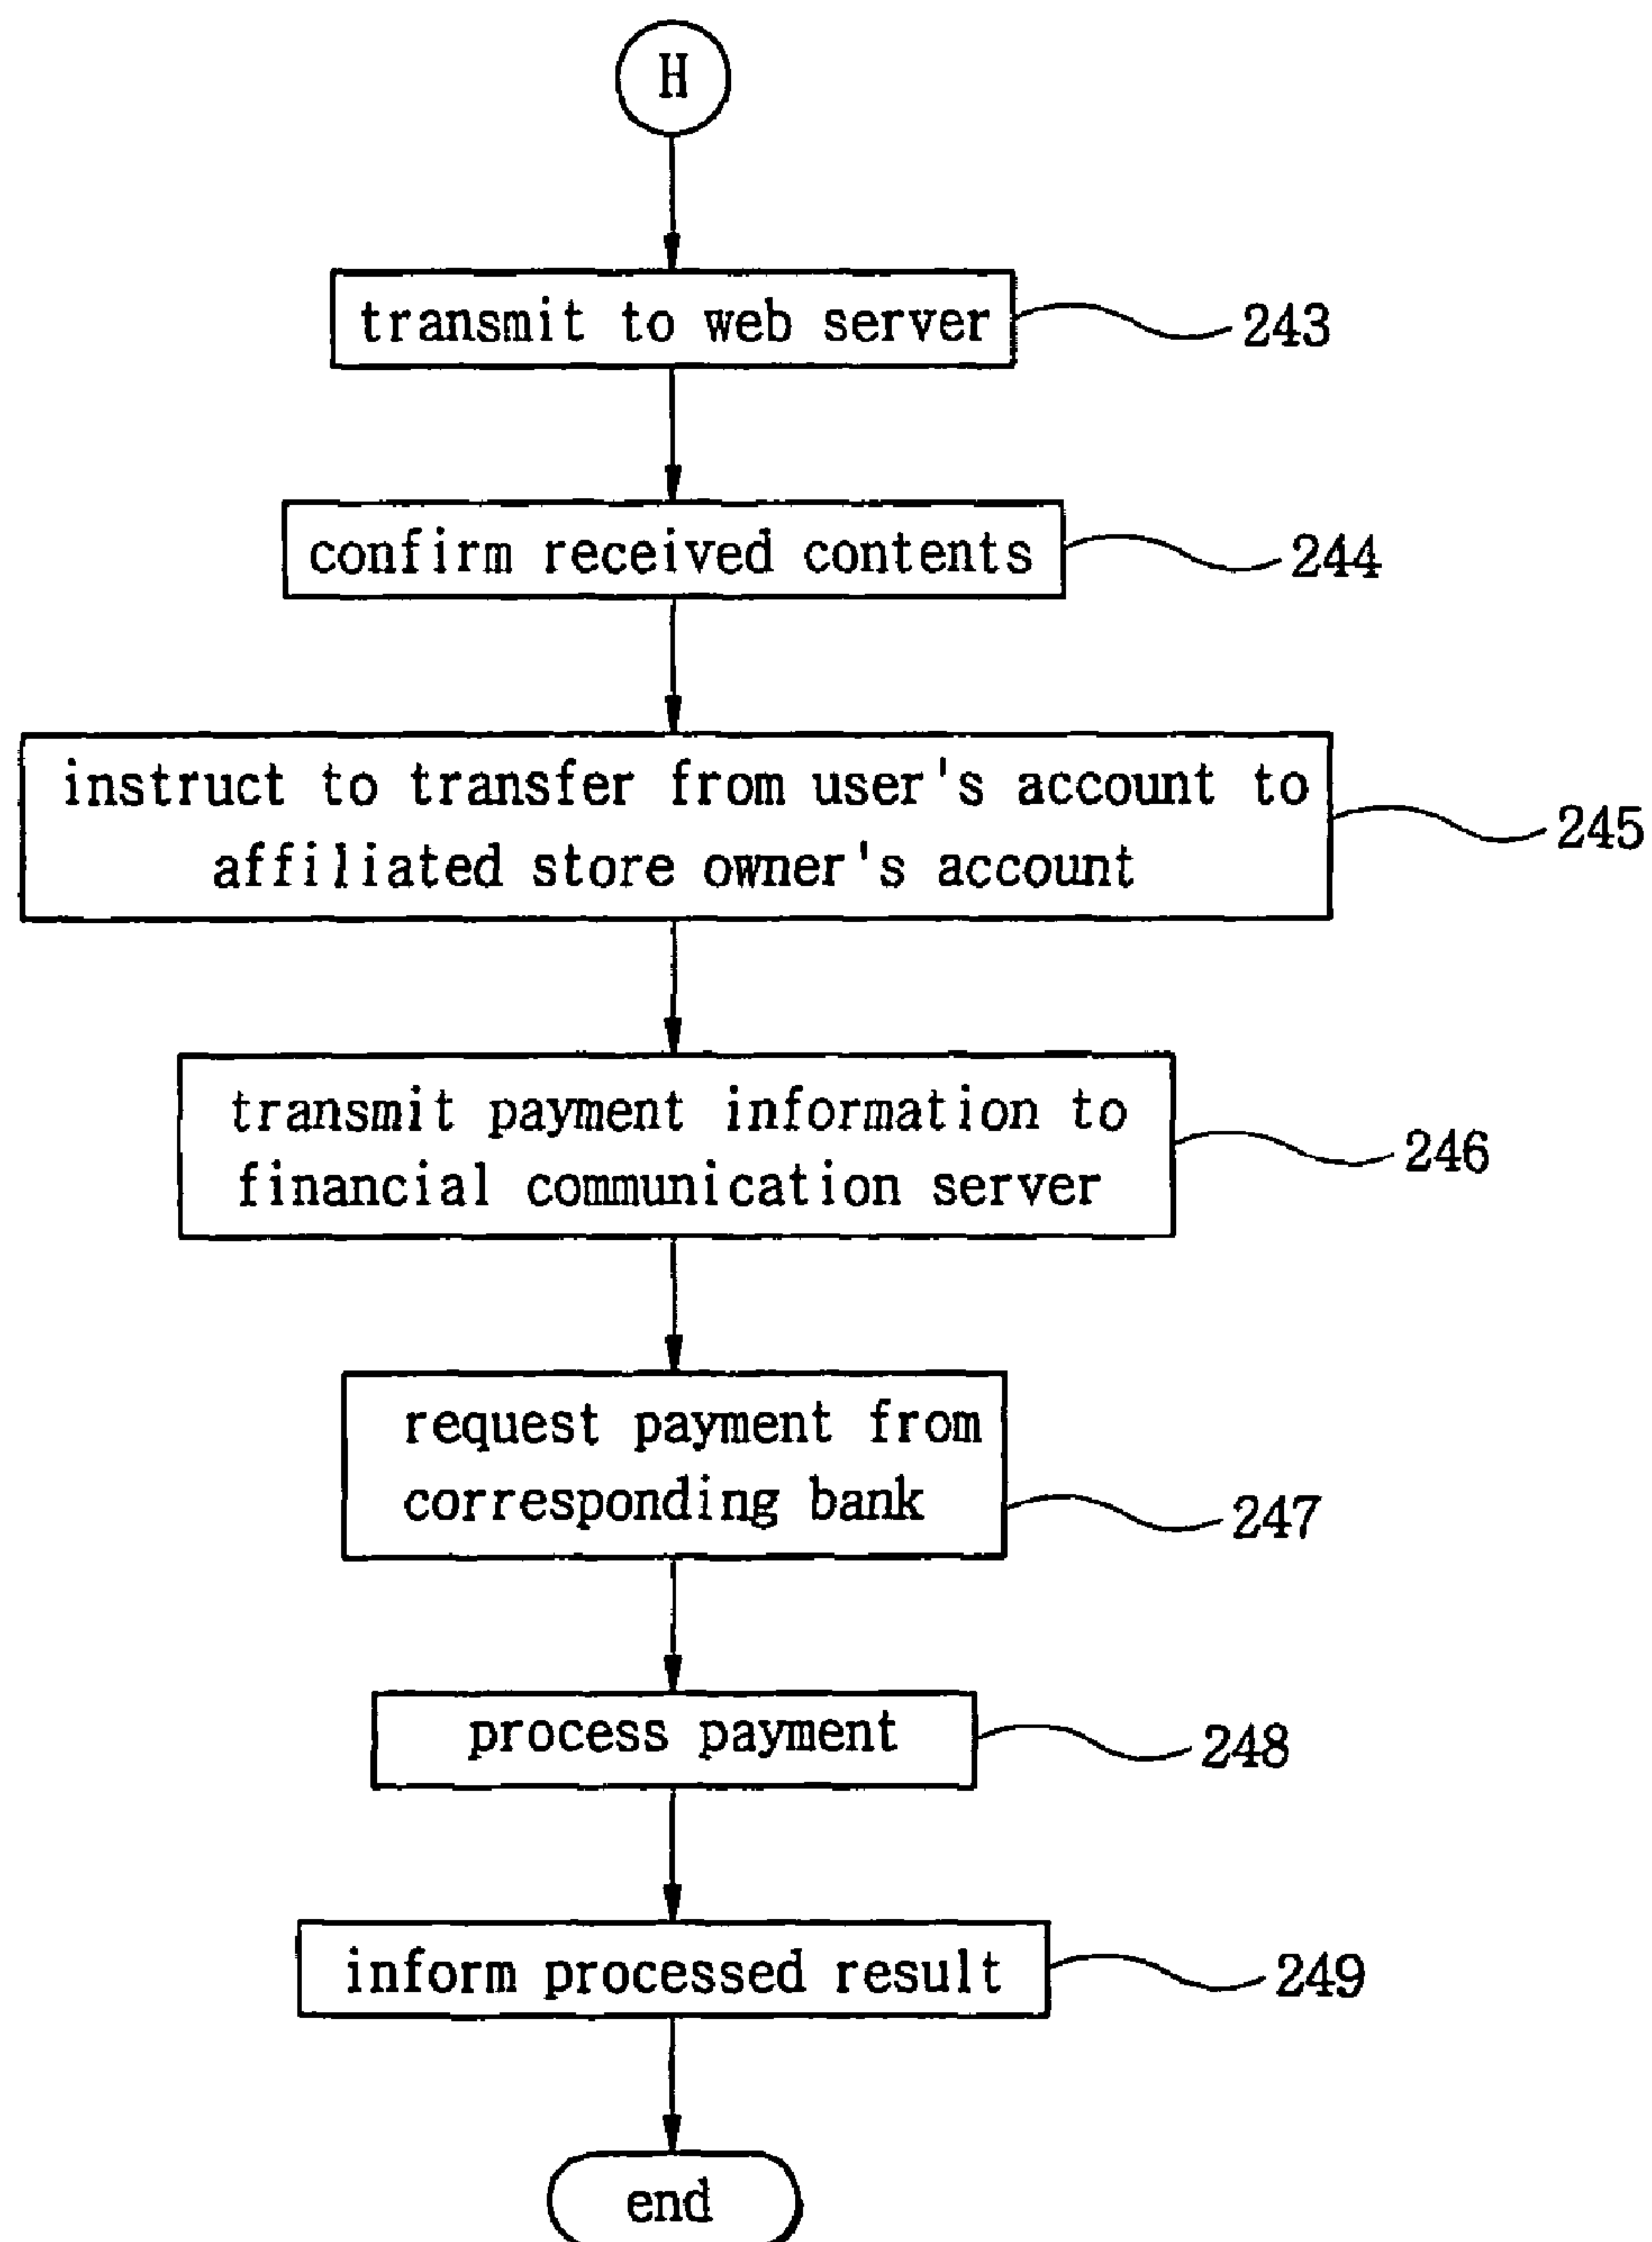 H
transmit to web server
243
confirm received contents
244
instruct to transfer from user's account to
affiliated store owner's account
245
transmit payment information to
financial communication server
246
request payment from
corresponding bank
247
process payment
248
inform processed result
249
end